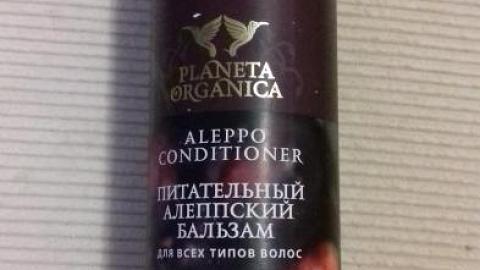 PLANETA
ORGANICA
ALEPPO
CONDITIONER
ПИТАТЕЛЬНЫЙ
АЛЕППСКИЙ
БАЛЬЗАМ
ДЛЯ ВСЕХ ТИПОВ ВОЛОС